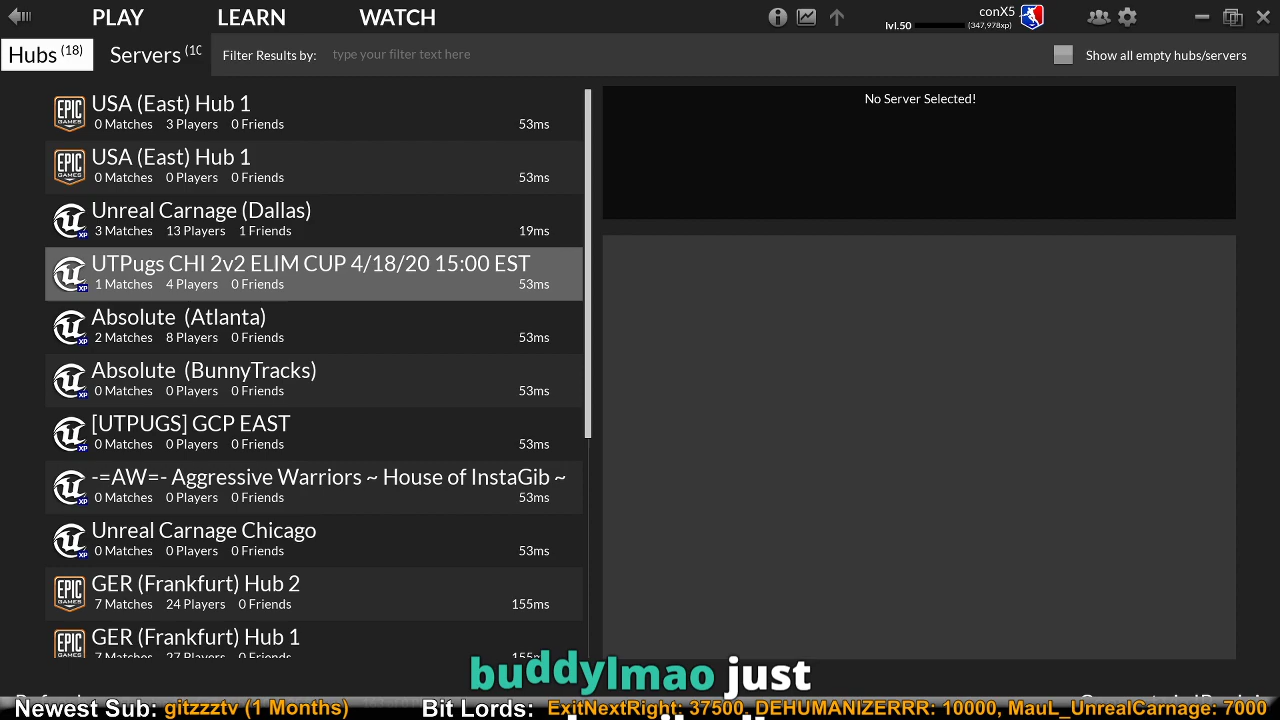 PLAY LEARN WATCH
conX5
lvl.50 (347,978xp)
Hubs (18) Servers (1
Filter Results by: type your filter text here
Show all empty hubs/servers
USA (East) Hub 1
0 Matches 3 Players 0 Friends 53ms
USA (East) Hub 1
0 Matches 0 Players 0 Friends 53ms
Unreal Carnage (Dallas)
3 Matches 13 Players 1 Friends 19ms
UTPugs CHI 2v2 ELIM CUP 4/18/20 15:00 EST
1 Matches 4 Players 0 Friends 53ms
Absolute (Atlanta)
2 Matches 8 Players 0 Friends 53ms
Absolute (BunnyTracks)
0 Matches 0 Players 0 Friends 53ms
[UTPUGS] GCP EAST
0 Matches 0 Players 0 Friends 53ms
-=AW=- Aggressive Warriors ~ House of InstaGib ~
0 Matches 0 Players 0 Friends 53ms
Unreal Carnage Chicago
0 Matches 0 Players 0 Friends 53ms
GER (Frankfurt) Hub 2
7 Matches 24 Players 0 Friends 155ms
GER (Frankfurt) Hub 1
7 Matches 27 Players 0 Friends 155ms
No Server Selected!
buddylmao just
Newest Sub: gitzzztv (1 Months) Bit Lords: ExitNextRight: 37500, DEHUMANIZERRR: 10000, MauL_UnrealCarnage: 7000